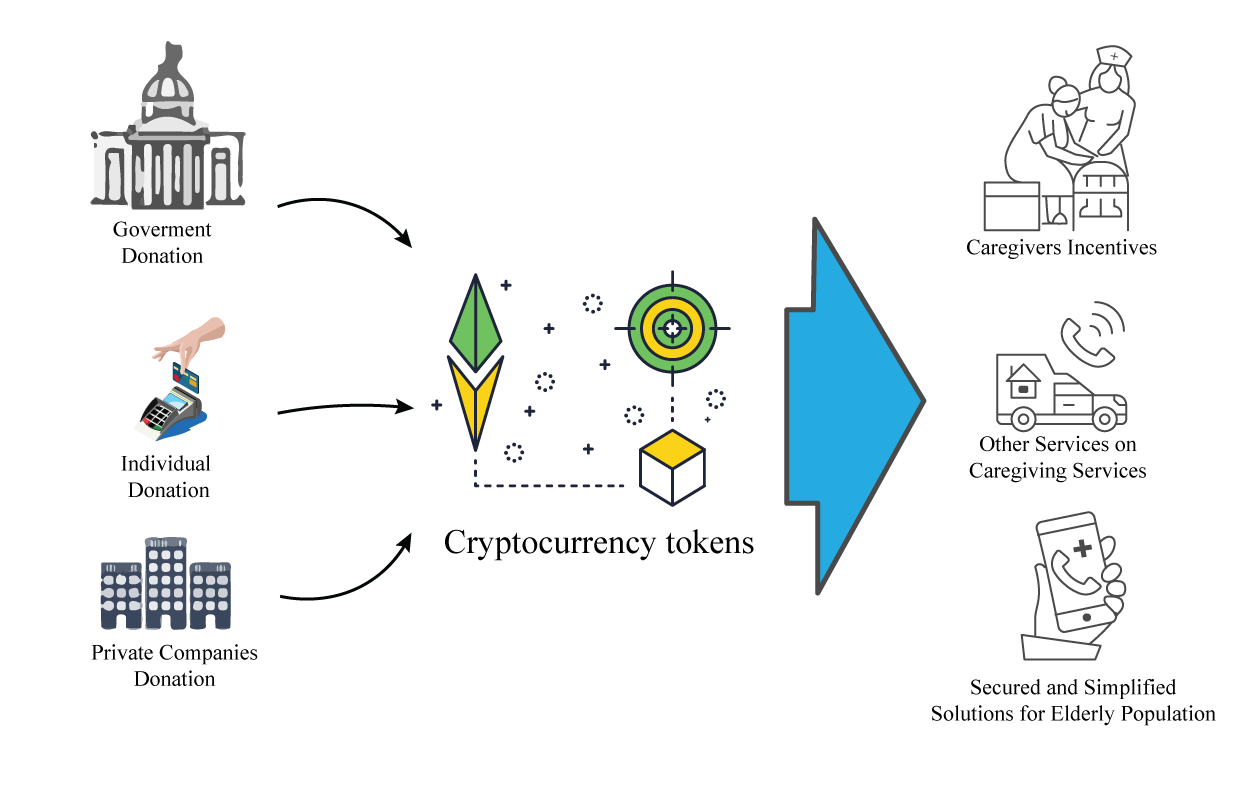 Goverment
Donation
Individual
Donation
Private Companies
Donation
Cryptocurrency tokens
Caregivers Incentives
Other Services on
Caregiving Services
Secured and Simplified
Solutions for Elderly Population